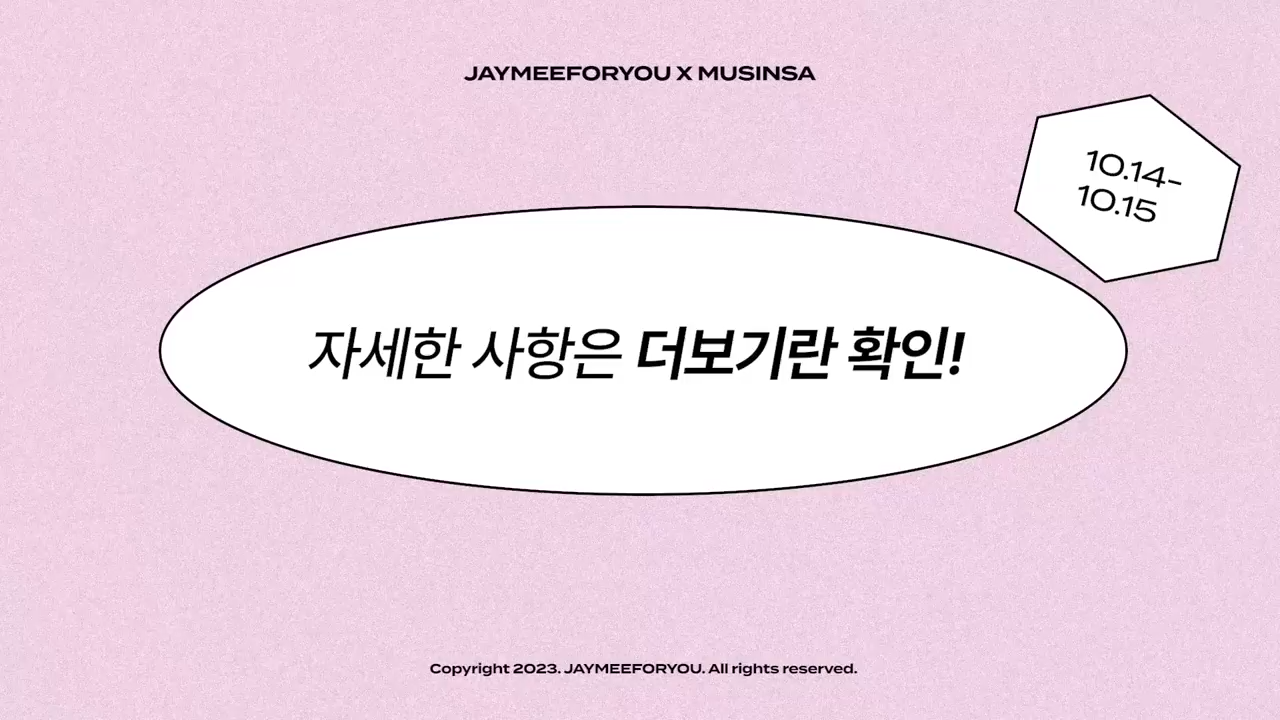 JAYMEEFORYOU X MUSINSA
10.14-
10.15
자세한 사항은 더보기란 확인!
Copyright 2023. JAYMEEFORYOU. All rights reserved.